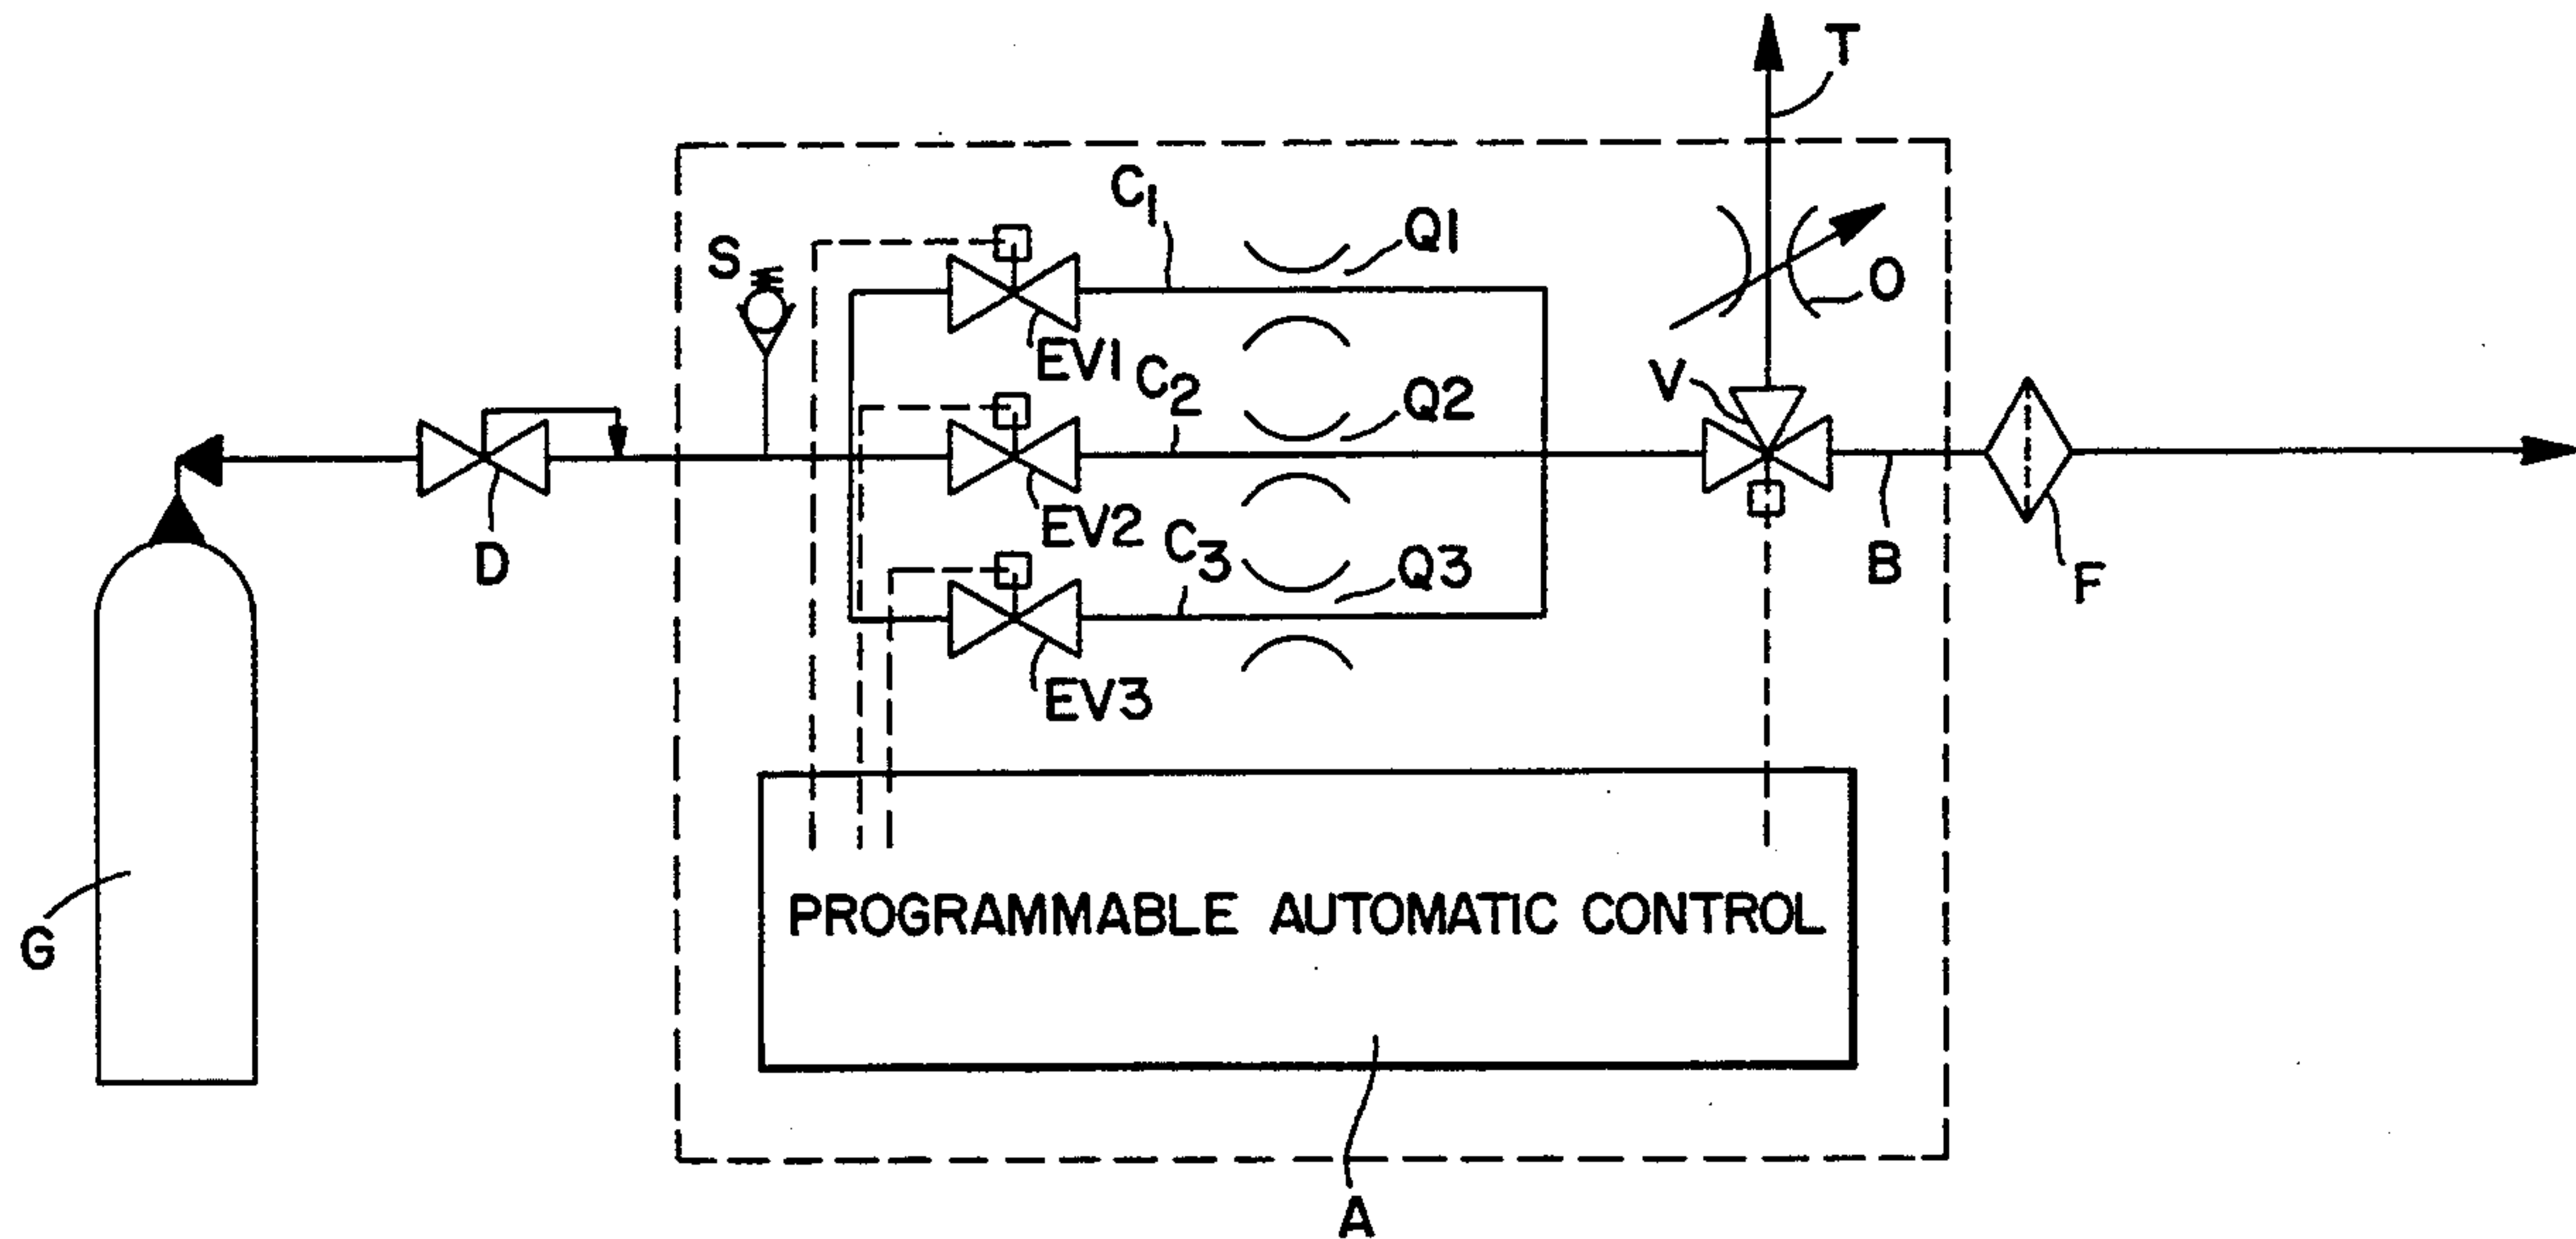 T
C1
Q1
S
O
EV1
C2
Q2
V
D
EV2
C3
Q3
B
F
EV3
PROGRAMMABLE AUTOMATIC CONTROL
G
A